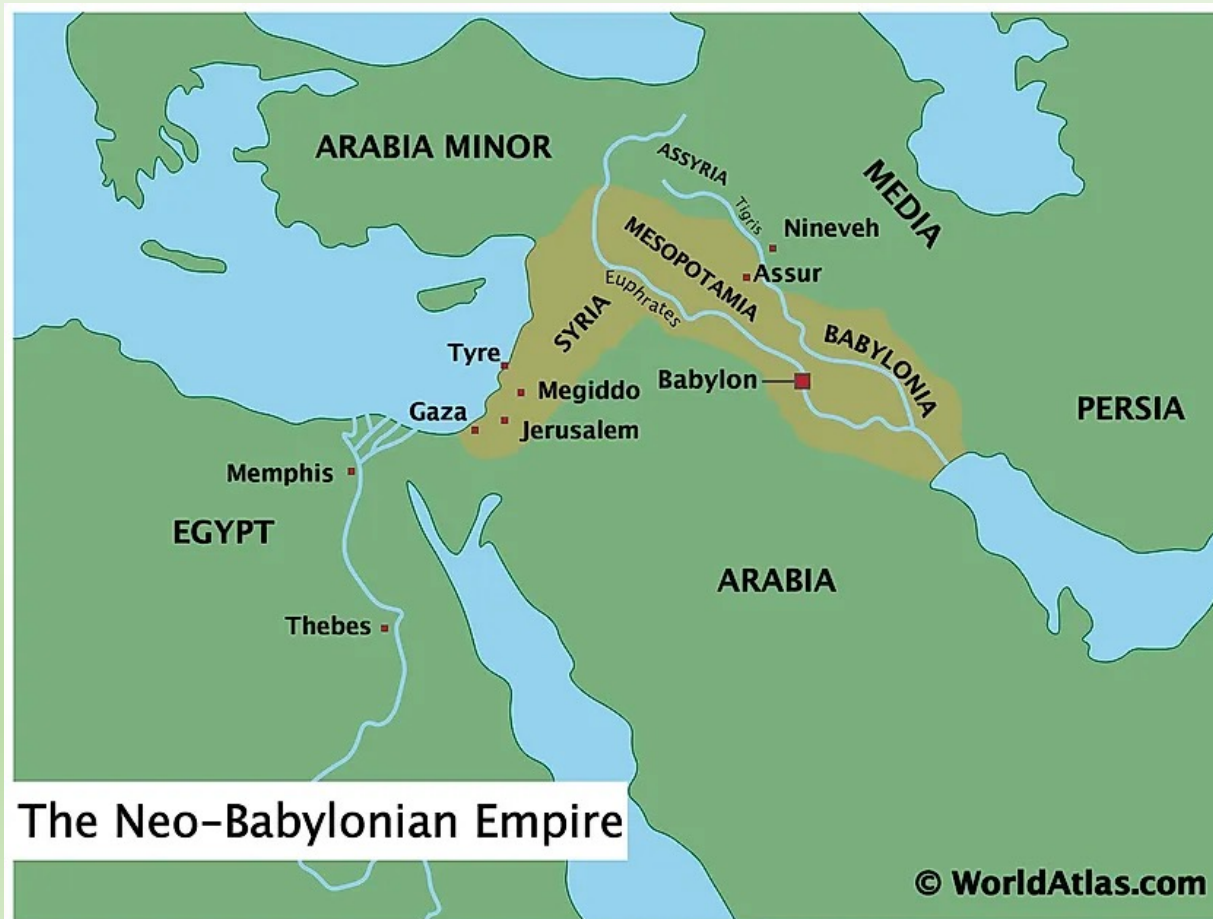 ARABIA MINOR
ASSYRIA
MEDIA
Tigris
Nineveh
MESOPOTAMIA
Assur
Euphrates
SYRIA
BABYLONIA
Tyre
Megiddo
Babylon
Gaza
Jerusalem
PERSIA
Memphis
EGYPT
ARABIA
Thebes
The Neo-Babylonian Empire
© WorldAtlas.com